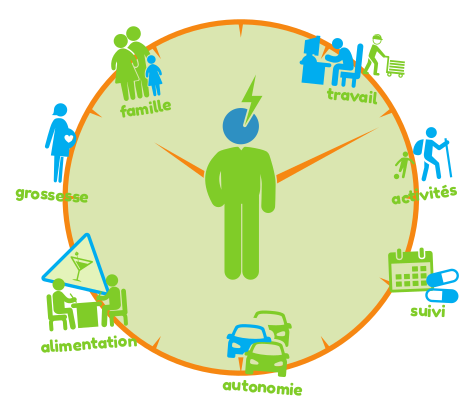 famille
travail
grossesse
activités
alimentation
suivi
autonomie